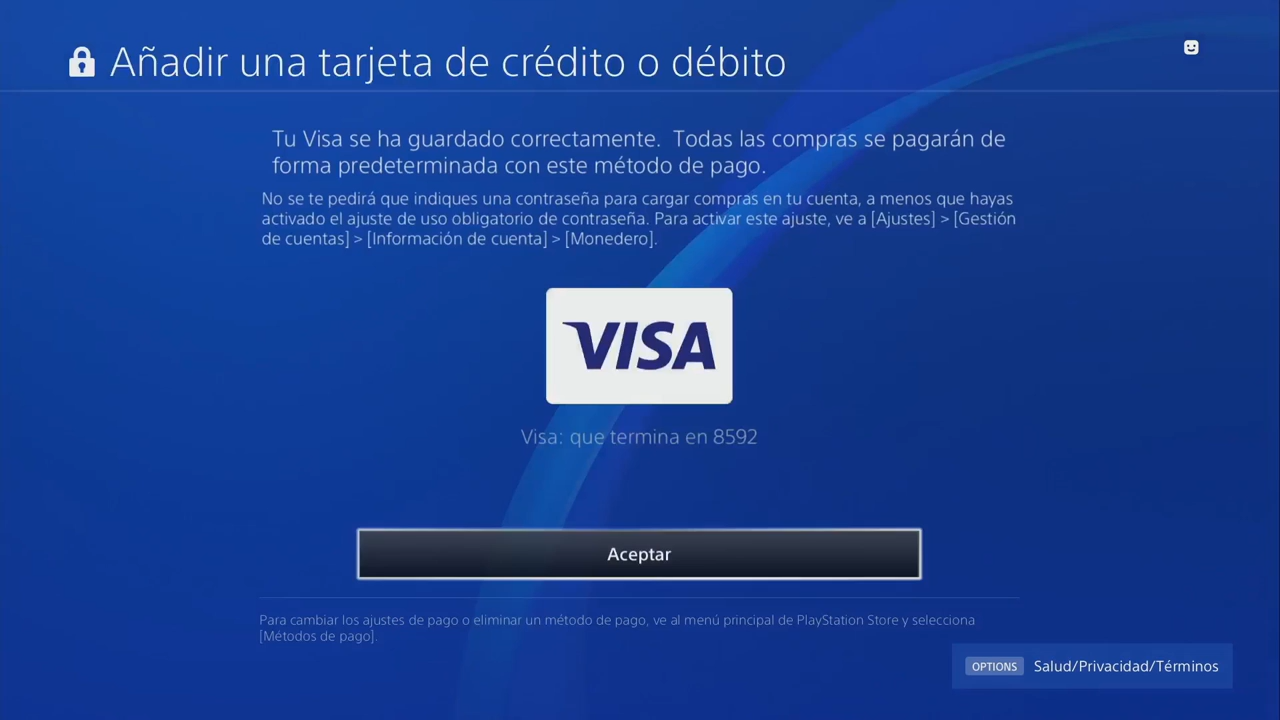 Añadir una tarjeta de crédito o débito
Tu Visa se ha guardado correctamente. Todas las compras se pagarán de
forma predeterminada con este método de pago.
No se te pedirá que indiques una contraseña para cargar compras en tu cuenta, a menos que hayas
activado el ajuste de uso obligatorio de contraseña. Para activar este ajuste, ve a [Ajustes] > [Gestión
de cuentas] > [Información de cuenta] > [Monedero].
VISA
Visa: que termina en 8592
Aceptar
Para cambiar los ajustes de pago o eliminar un método de pago, ve al menú principal de PlayStation Store y selecciona
[Métodos de pago].
OPTIONS Salud/Privacidad/Términos